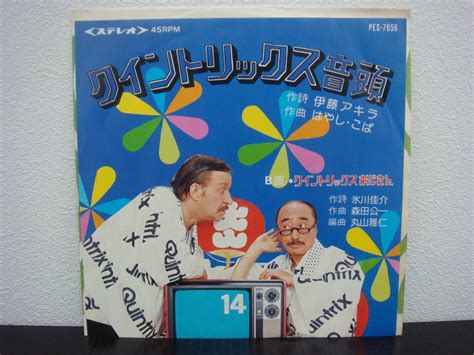 <ステレオ> 45RPM
PES-7656
クイントリックス音頭
作詩 伊藤アキラ
作曲 はやし・こば
B面・クイントリックスおじさん
作詩 氷川佳介
作曲 森田公一
編曲 丸山雅仁
Quintrix
Quintrix
14